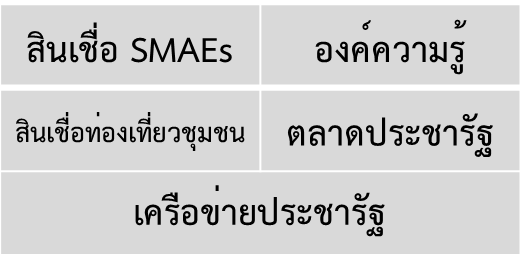 สินเชื่อ SMAEs
องค์ความรู้
สินเชื่อท่องเที่ยวชุมชน
ตลาดประชารัฐ
เครือข่ายประชารัฐ